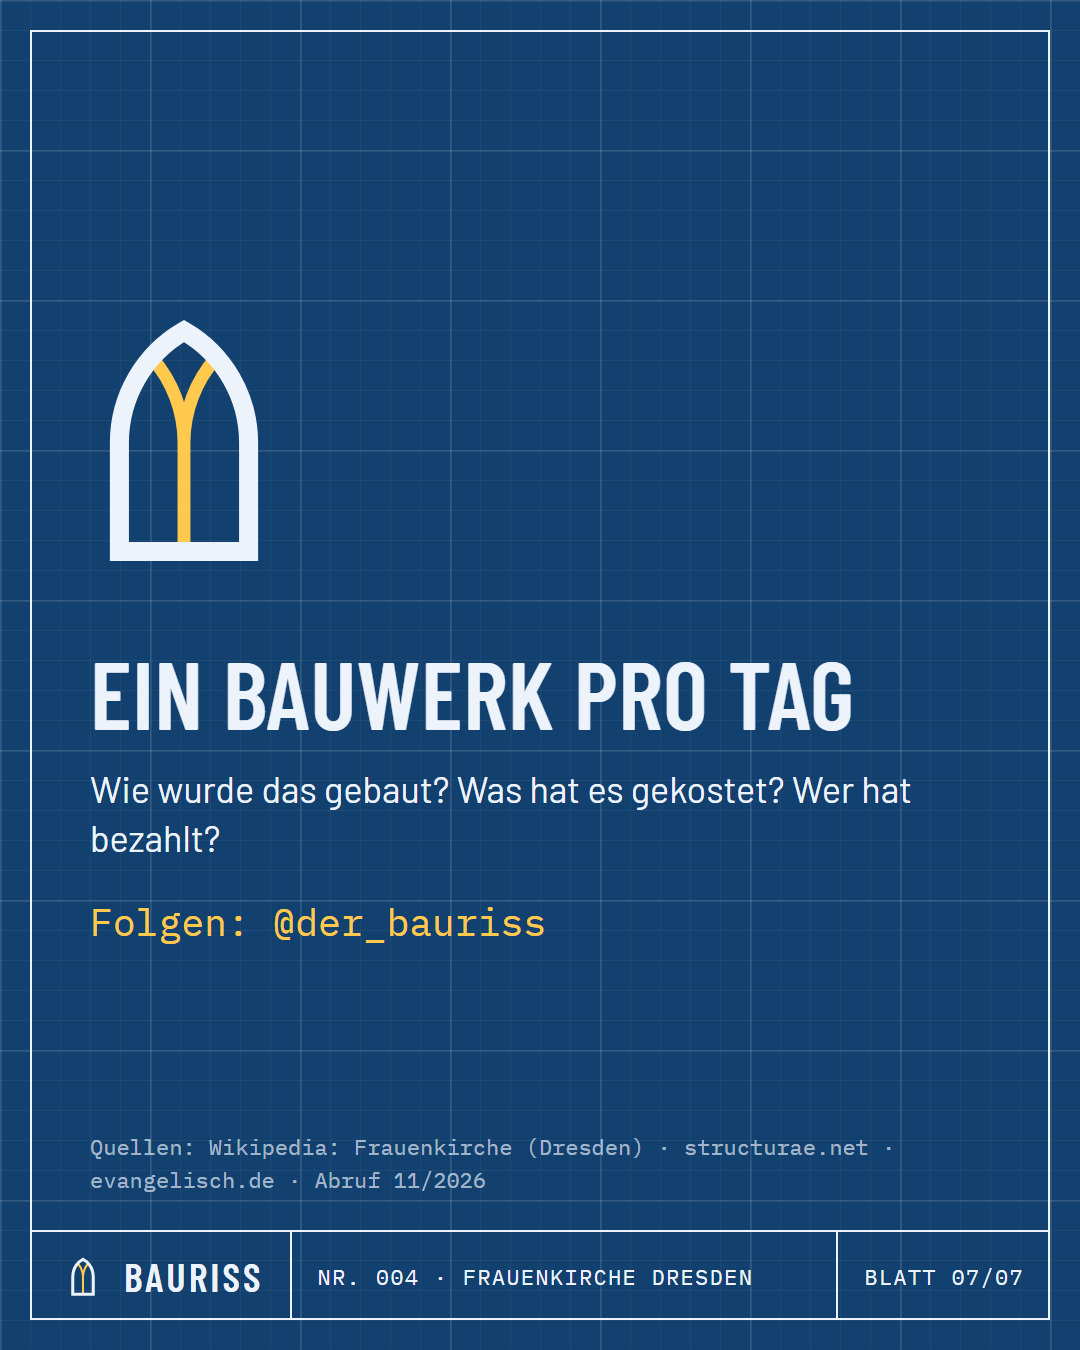 EIN BAUWERK PRO TAG
Wie wurde das gebaut? Was hat es gekostet? Wer hat
bezahlt?
Folgen: @der_bauriss
Quellen: Wikipedia: Frauenkirche (Dresden) · structurae.net ·
evangelisch.de · Abruf 11/2026
BAURISS
NR. 004 · FRAUENKIRCHE DRESDEN
BLATT 07/07